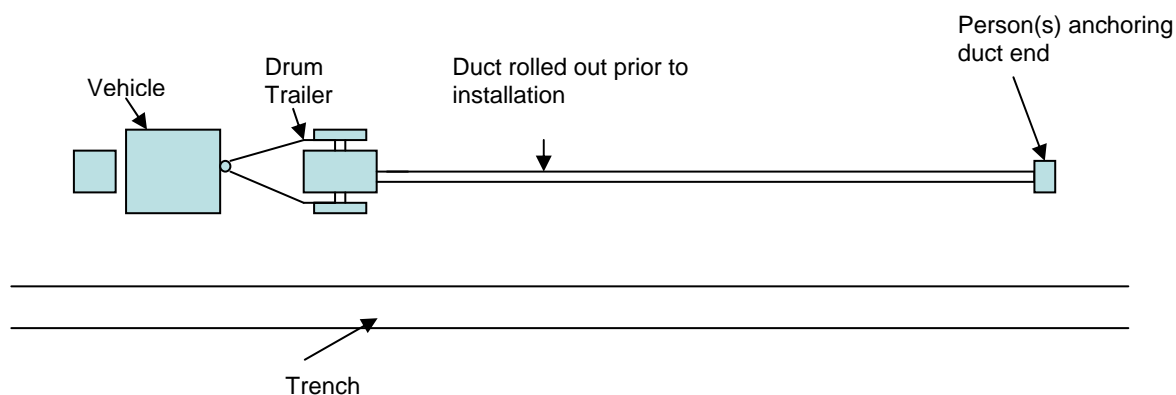 Person(s) anchoring
duct end
Drum
Trailer
Duct rolled out prior to
installation
Vehicle
Trench